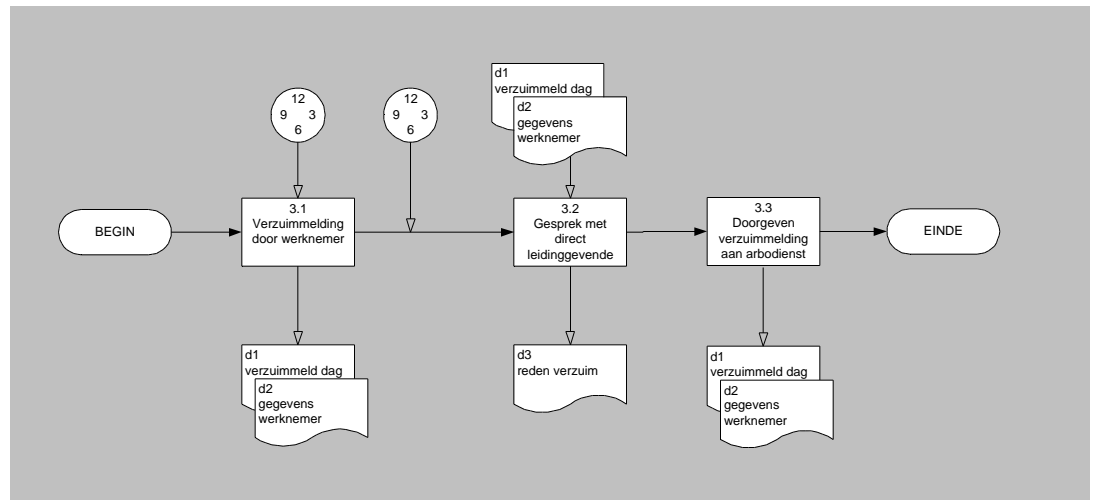 12
9 3
6
12
9 3
6
d1
verzuimmeld dag
d2
gegevens
werknemer
BEGIN
3.1
Verzuimmelding
door werknemer
3.2
Gesprek met
direct
leidinggevende
3.3
Doorgeven
verzuimmelding
aan arbodienst
EINDE
d1
verzuimmeld dag
d2
gegevens
werknemer
d3
reden verzuim
d1
verzuimmeld dag
d2
gegevens
werknemer